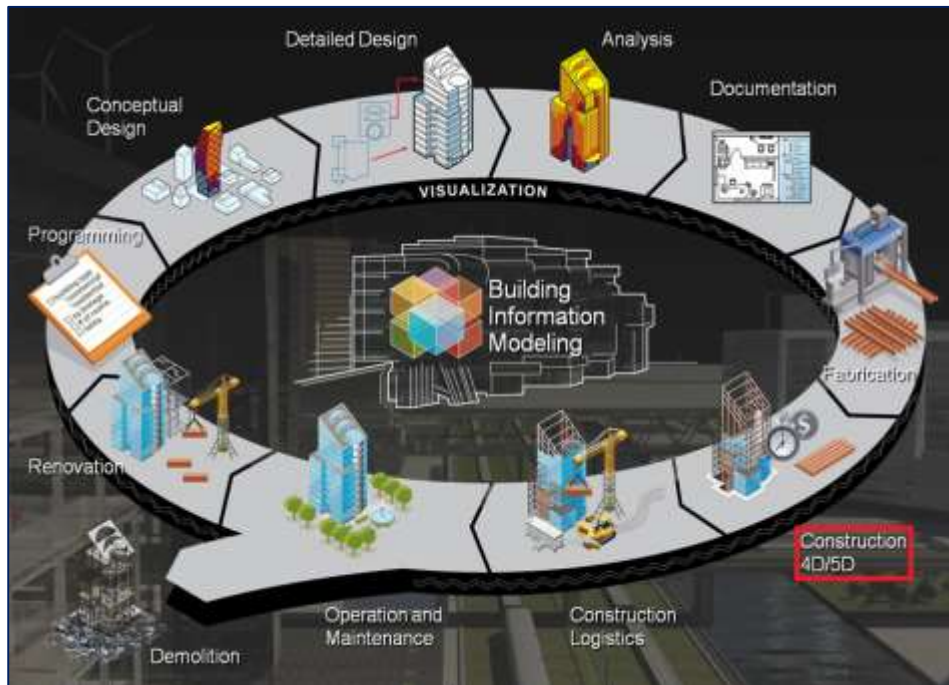 Detailed Design
Analysis
Conceptual
Design
Documentation
VISUALIZATION
Programming
Building
Information
Modeling
Fabrication
Renovation
Construction
4D/5D
Operation and
Maintenance
Construction
Logistics
Demolition